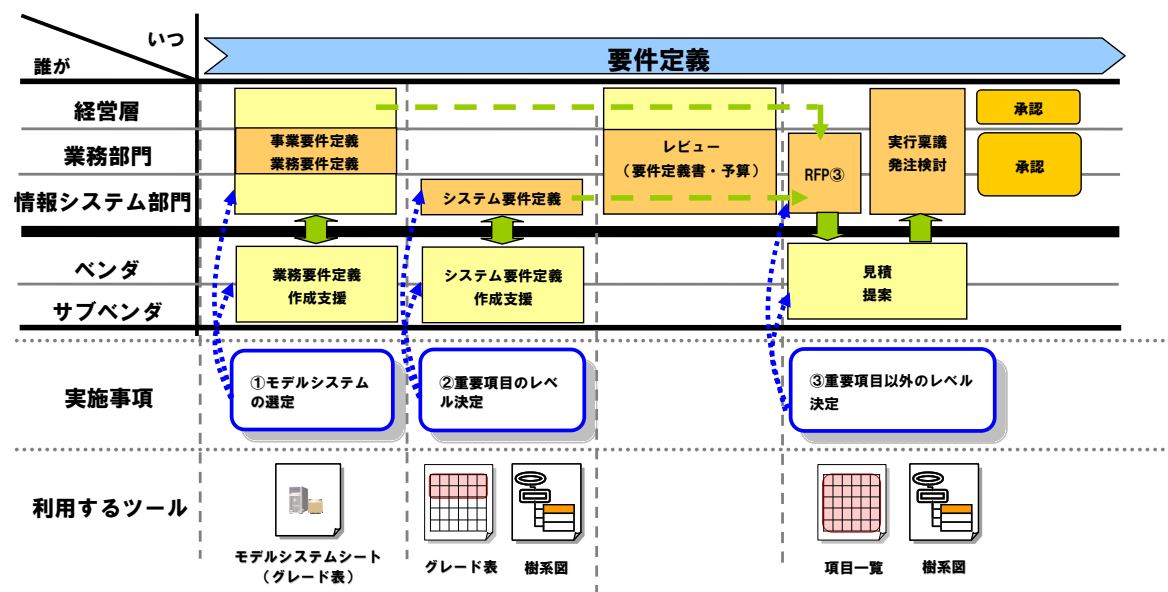 いつ
誰が
要件定義
経営層
業務部門
情報システム部門
ベンダ
サブベンダ
実施事項
利用するツール
事業要件定義
業務要件定義
システム要件定義
レビュー
（要件定義書・予算）
RFP③
実行稟議
発注検討
承認
承認
業務要件定義
作成支援
システム要件定義
作成支援
見積
提案
①モデルシステム
の選定
②重要項目のレベ
ル決定
③重要項目以外のレベル
決定
モデルシステムシート
（グレード表）
グレード表
樹系図
項目一覧
樹系図